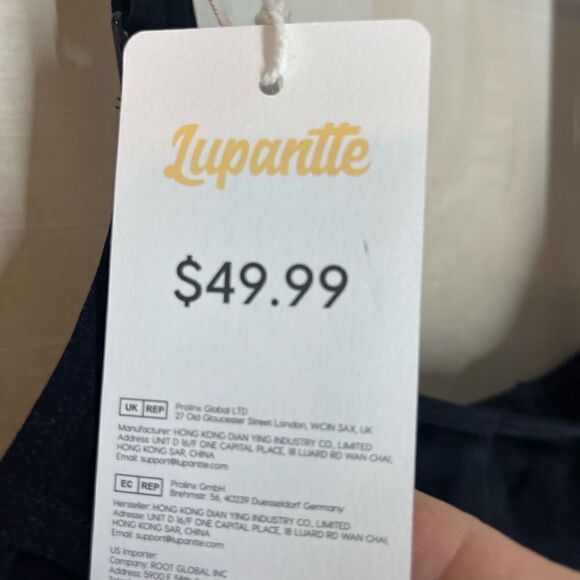 Lupantte
$49.99
UK REP Prolinx Global LTD
27 Old Gloucester Street London, WC1N 3AX, UK
Manufacturer: HONG KONG DIAN YING INDUSTRY CO., LIMITED
Address: UNIT D 16/F ONE CAPITAL PLACE, 18 LUARD RD WAN CHAI,
HONG KONG SAR, CHINA
Email: support@lupantte.com
EC REP Prolinx GmbH
Brehmstr. 56, 40239 Duesseldorf Germany
Hersteller: HONG KONG DIAN YING INDUSTRY CO., LIMITED
Adresse: UNIT D 16/F ONE CAPITAL PLACE, 18 LUARD RD WAN CHAI,
HONG KONG SAR, CHINA
Email: support@lupantte.com
US Importer:
Company: ROOT GLOBAL INC
Address: 5900 E